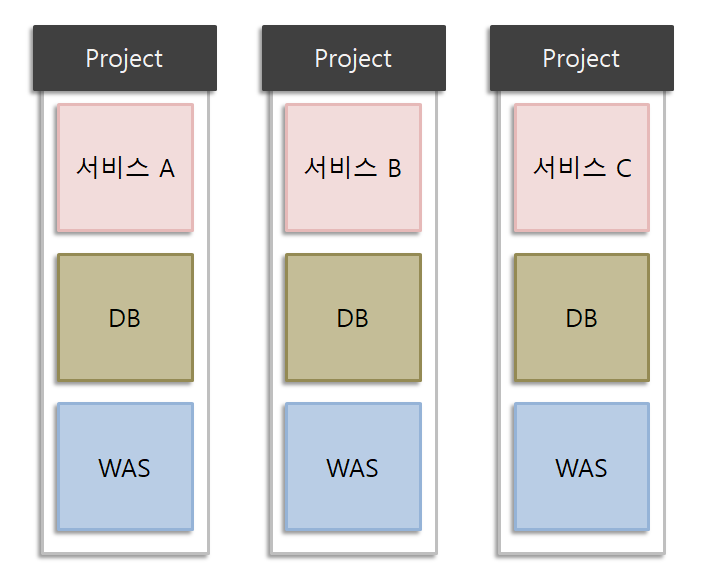 Project
서비스 A
DB
WAS
Project
서비스 B
DB
WAS
Project
서비스 C
DB
WAS